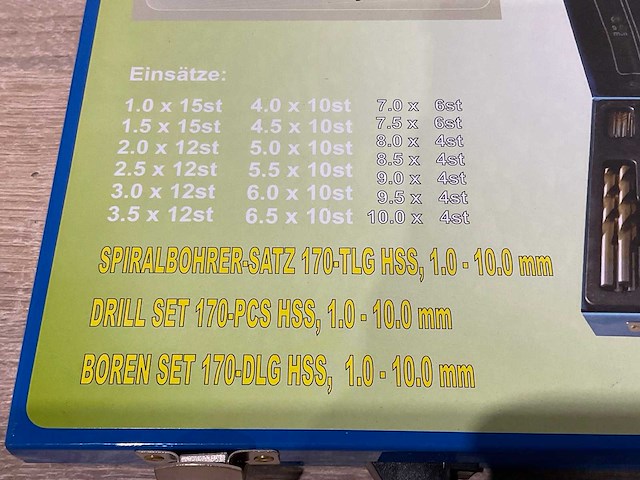 Einsätze:
1.0 x 15st 4.0 x 10st 7.0 x 6st
1.5 x 15st 4.5 x 10st 7.5 x 6st
2.0 x 12st 5.0 x 10st 8.0 x 4st
2.5 x 12st 5.5 x 10st 8.5 x 4st
3.0 x 12st 6.0 x 10st 9.0 x 4st
3.5 x 12st 6.5 x 10st 9.5 x 4st
10.0 x 4st
SPIRALBOHRER-SATZ 170-TLG HSS, 1.0 - 10.0 mm
DRILL SET 170-PCS HSS, 1.0 - 10.0 mm
BOREN SET 170-DLG HSS, 1.0 - 10.0 mm